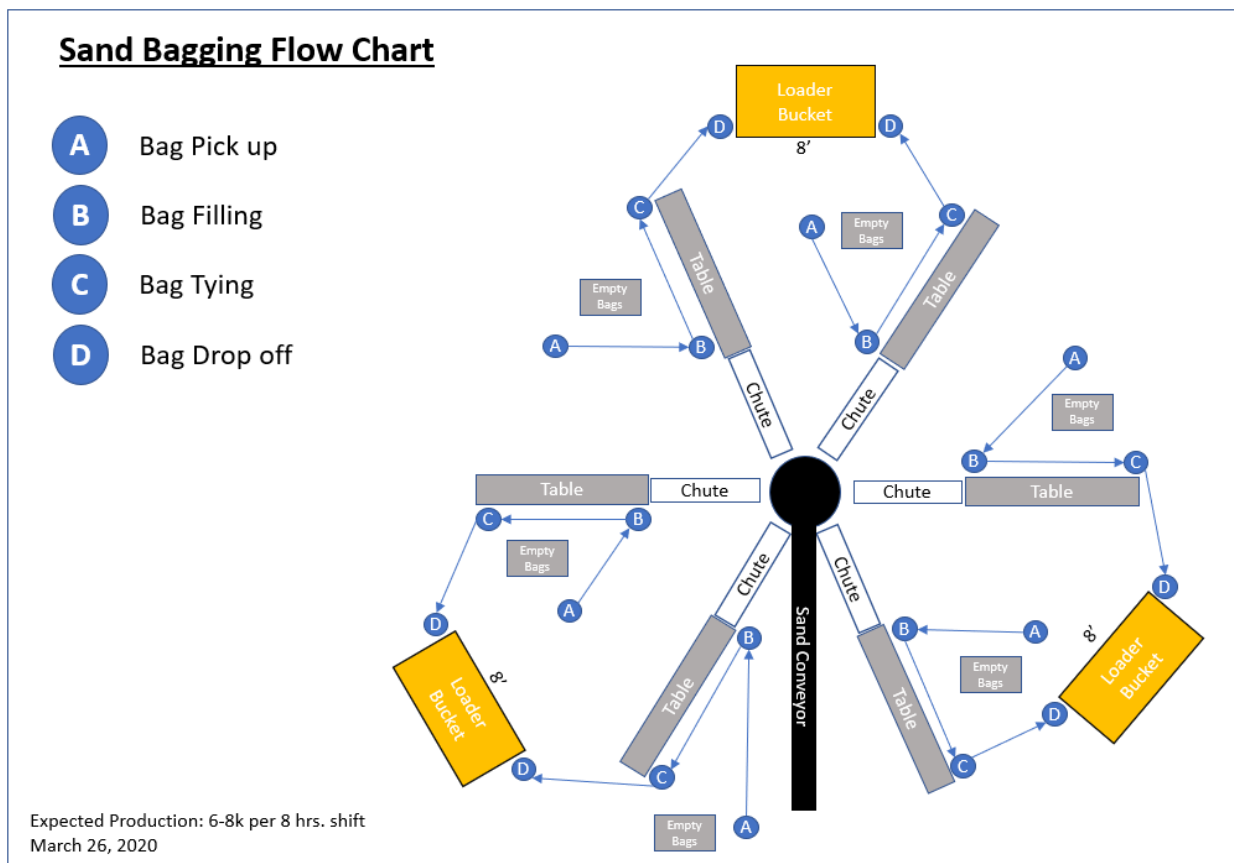 Sand Bagging Flow Chart
A Bag Pick up
B Bag Filling
C Bag Tying
D Bag Drop off
Loader
Bucket
8'
D
D
C
Table
Empty
Bags
A
B
Chute
A
Empty
Bags
C
Table
B
Chute
A
Empty
Bags
B
C
Chute
Table
D
8'
Loader
Bucket
Table
Chute
C
B
Empty
Bags
A
D
8'
Loader
Bucket
Chute
B
Table
C
D
Empty
Bags
A
Sand Conveyor
Chute
B
A
Empty
Bags
Table
C
D
Expected Production: 6-8k per 8 hrs. shift
March 26, 2020